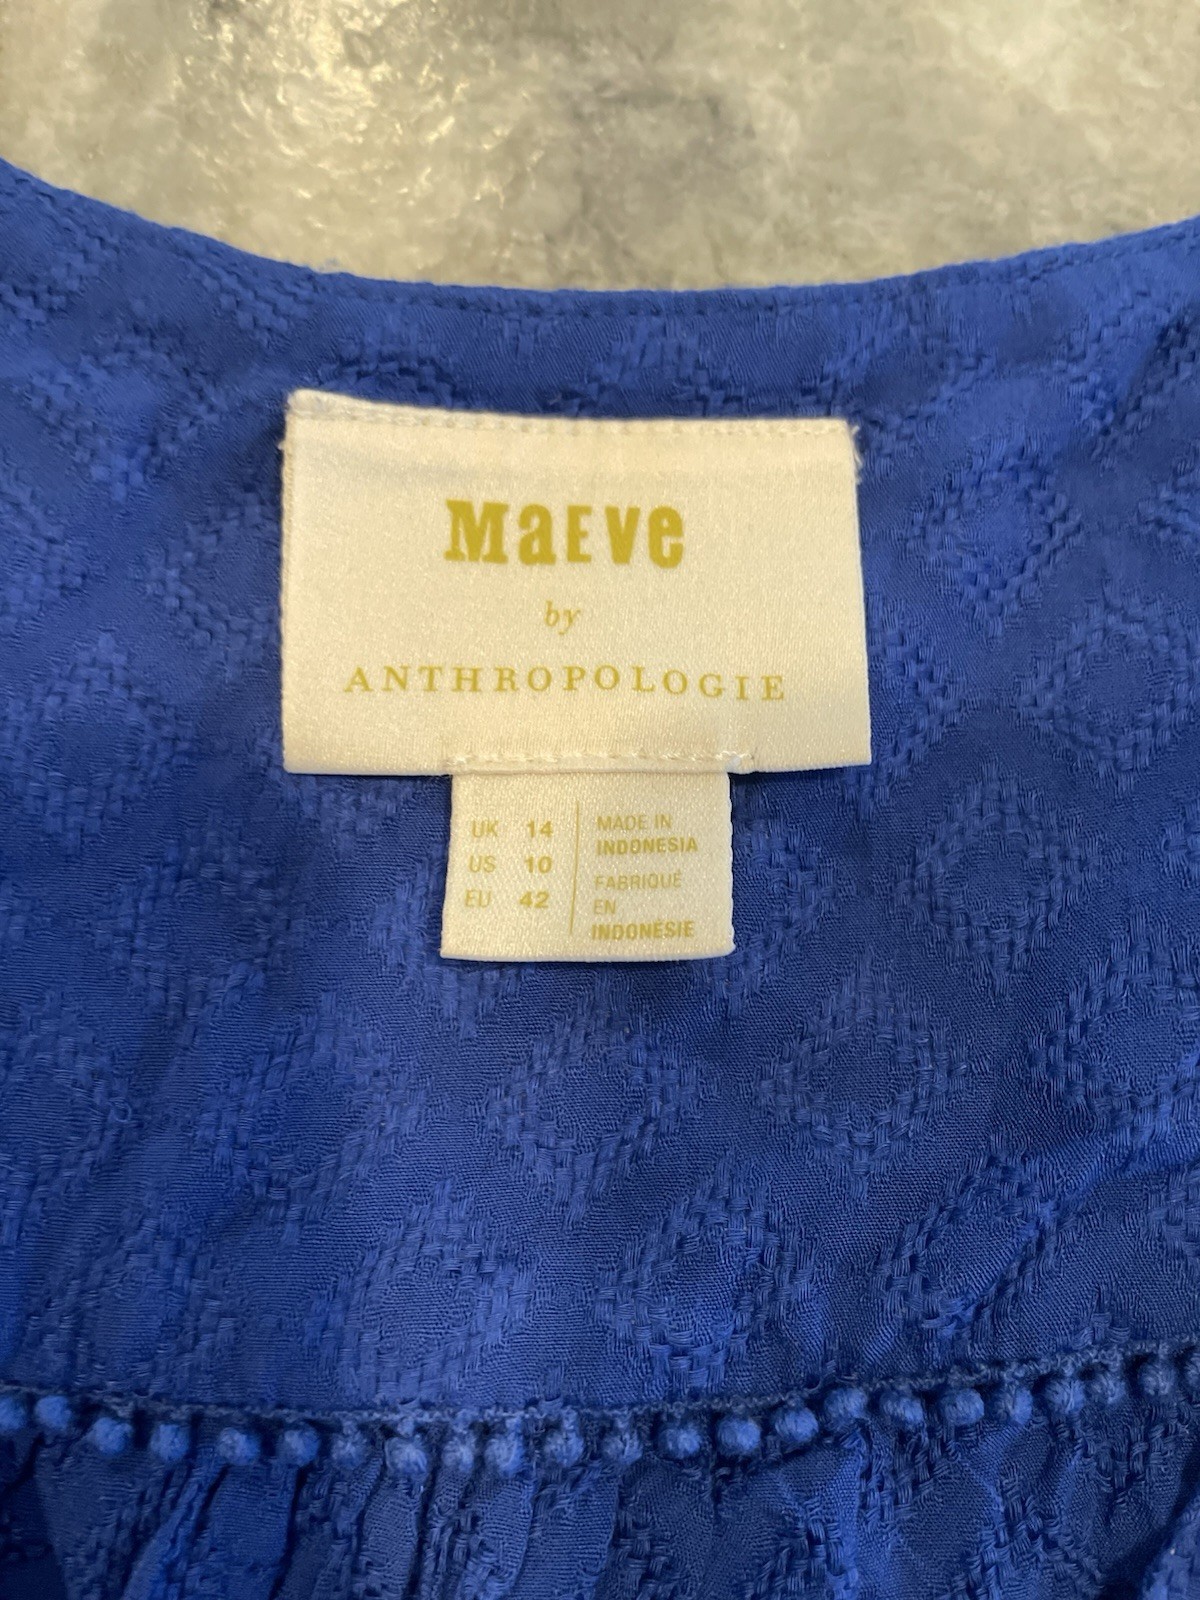 MaEve
by
ANTHROPOLOGIE
UK 14
US 10
EU 42
MADE IN
INDONESIA
FABRIQUÉ
EN
INDONÉSIE